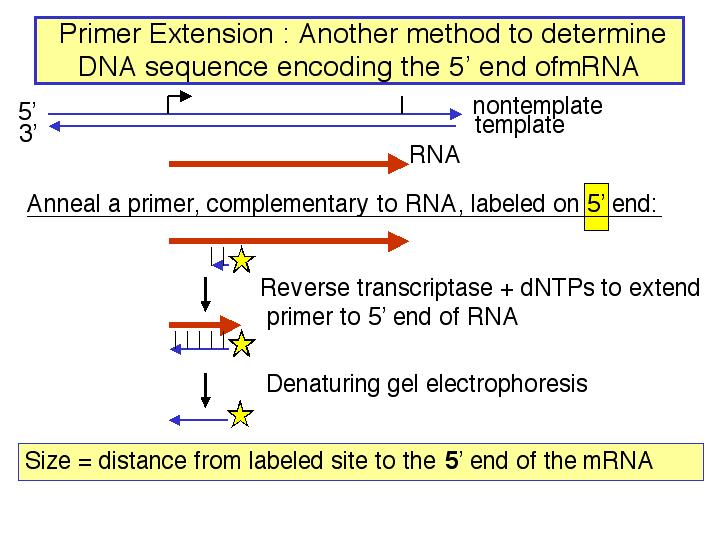 Primer Extension : Another method to determine
DNA sequence encoding the 5’ end ofmRNA
5’
nontemplate
3’
template
RNA
Anneal a primer, complementary to RNA, labeled on 5’ end:
Reverse transcriptase + dNTPs to extend
primer to 5’ end of RNA
Denaturing gel electrophoresis
Size = distance from labeled site to the 5’ end of the mRNA